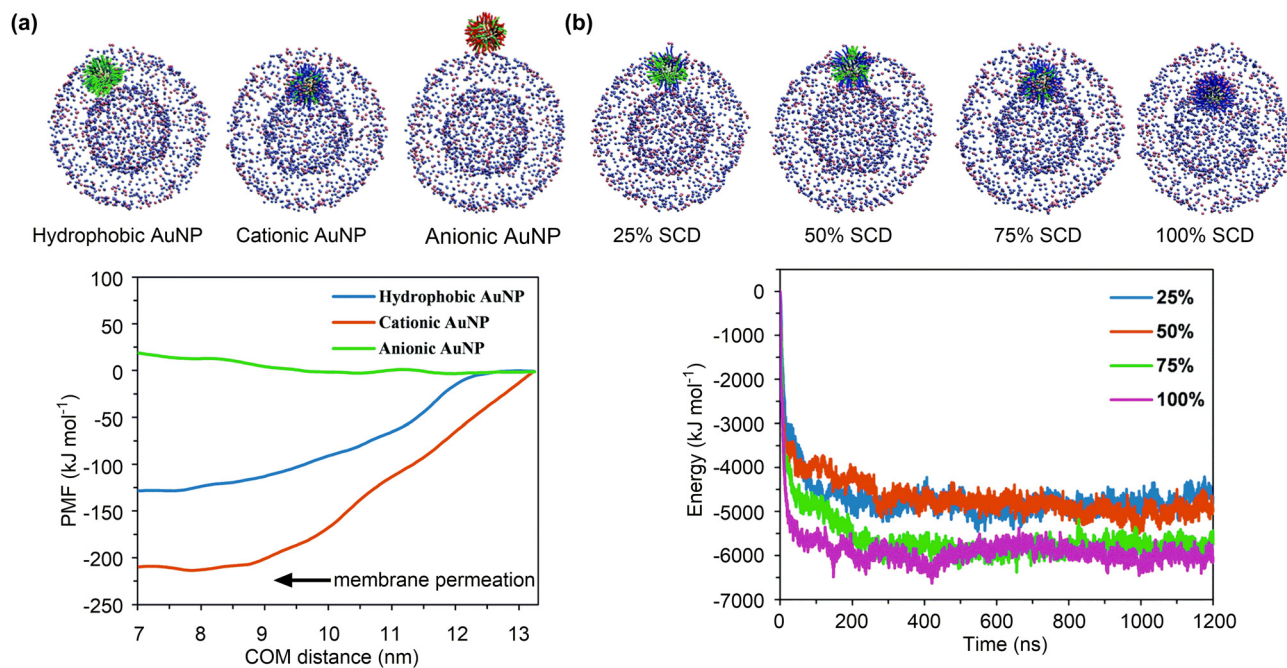 (a)
Hydrophobic AuNP
Cationic AuNP
Anionic AuNP
100
50
0
-50
-100
-150
-200
-250
PMF (kJ mol⁻¹)
Hydrophobic AuNP
Cationic AuNP
Anionic AuNP
membrane permeation
7 8 9 10 11 12 13
COM distance (nm)
(b)
25% SCD
50% SCD
75% SCD
100% SCD
0
-1000
-2000
-3000
-4000
-5000
-6000
-7000
Energy (kJ mol⁻¹)
25%
50%
75%
100%
0 200 400 600 800 1000 1200
Time (ns)